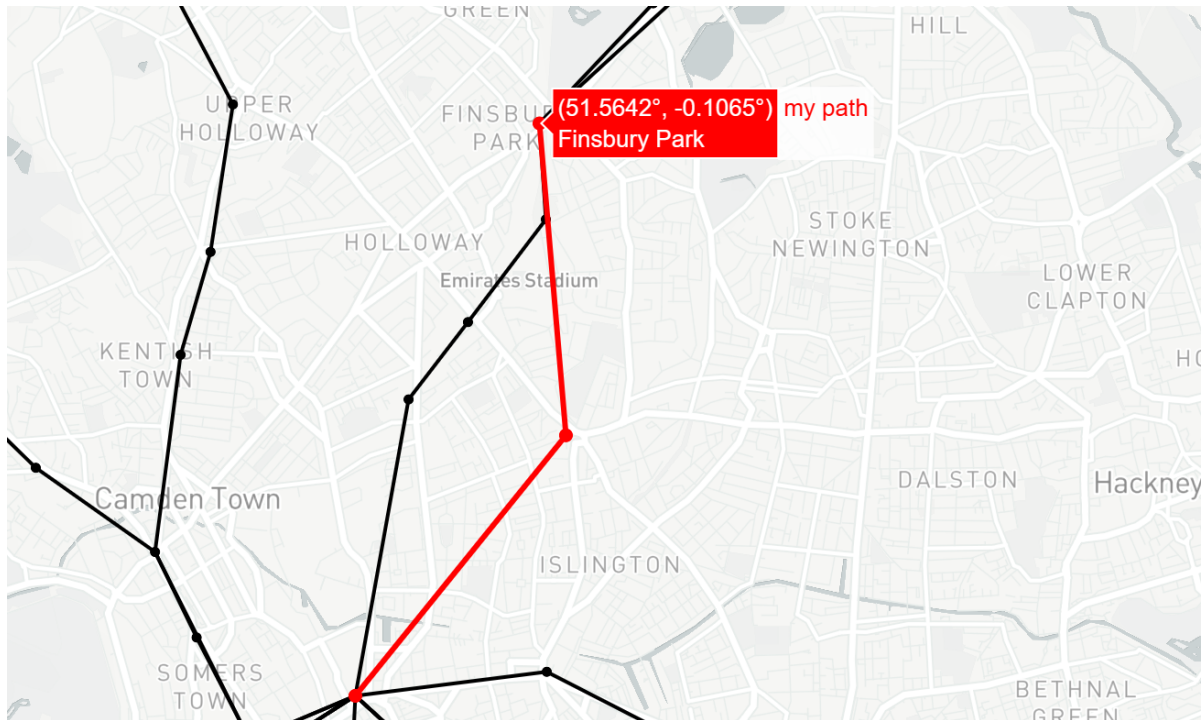 GREEN
HILL
UPPER
HOLLOWAY
(51.5642°, -0.1065°) my path
Finsbury Park
PARK
STOKE
NEWINGTON
HOLLOWAY
Emirates Stadium
LOWER
CLAPTON
KENTISH
TOWN
DALSTON
Hackney
Camden Town
ISLINGTON
SOMERS
TOWN
BETHNAL
GREEN